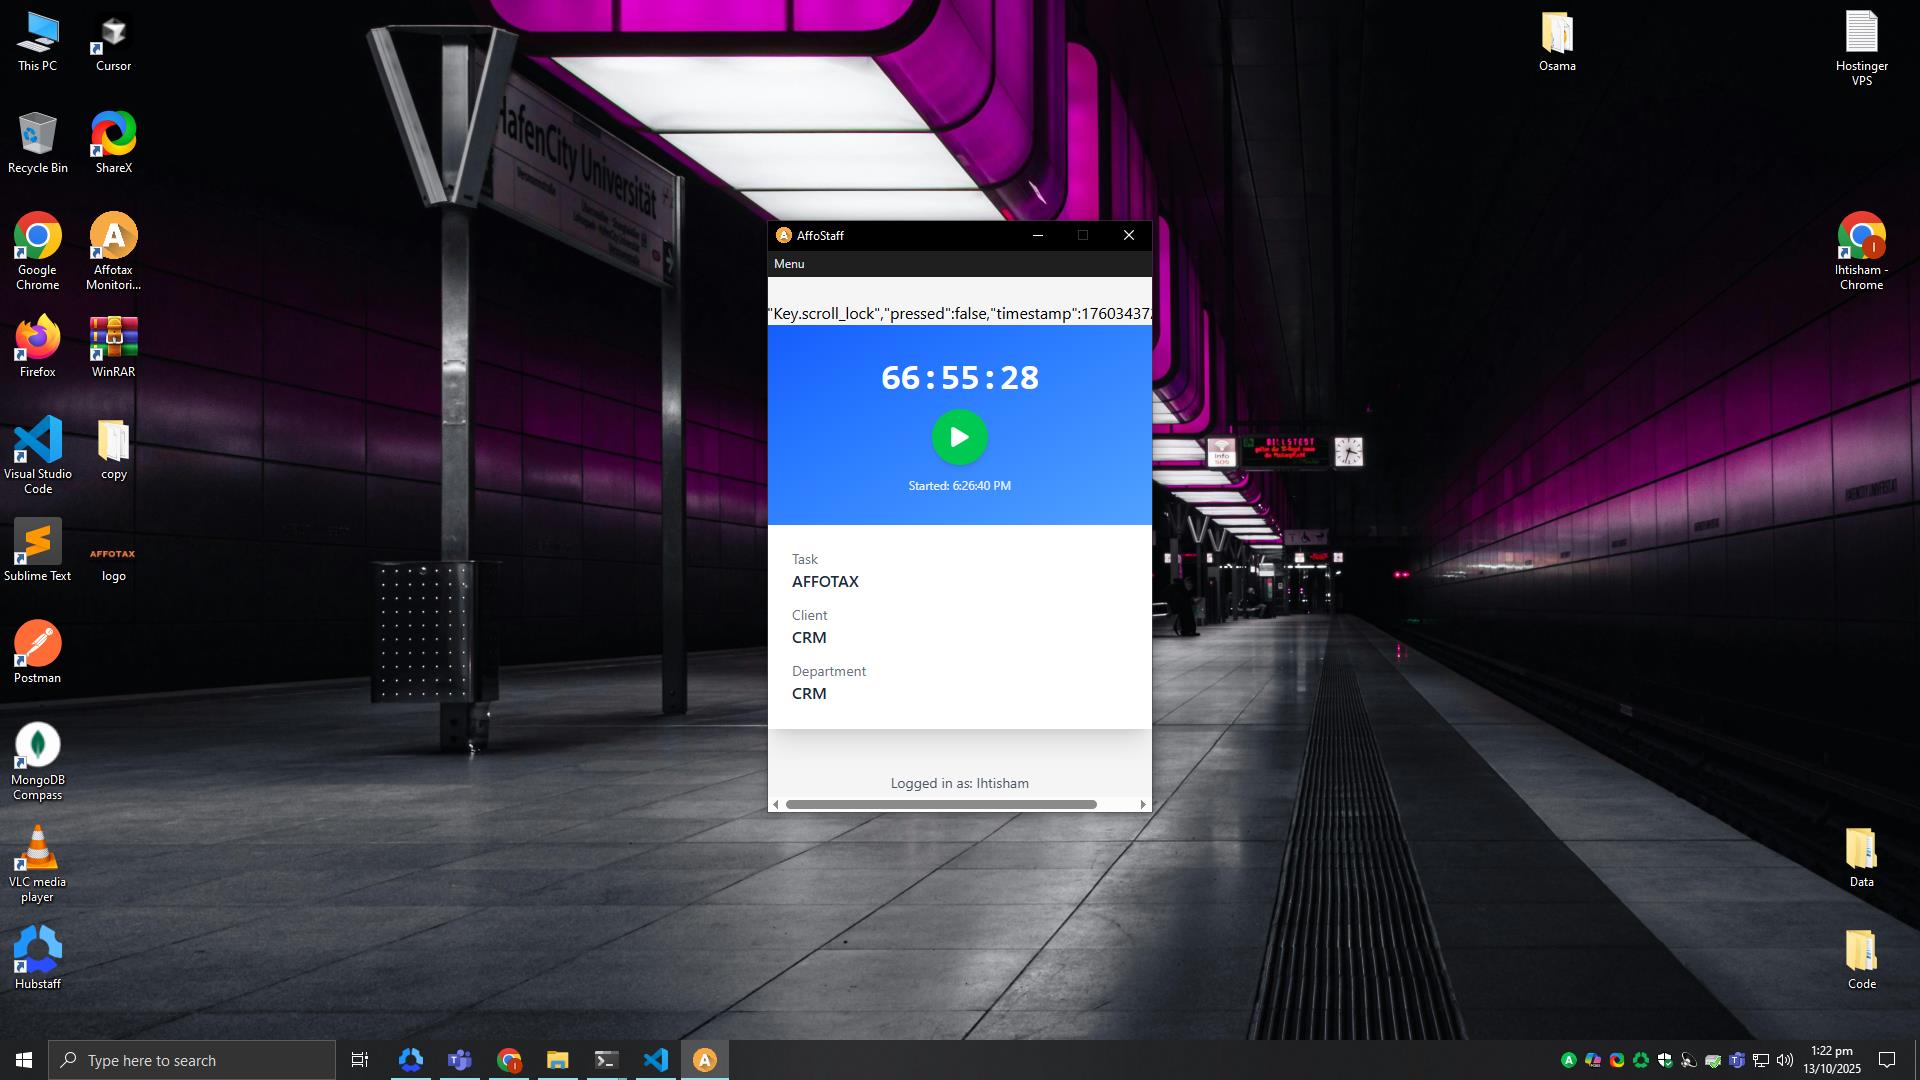 This PC
Cursor
Recycle Bin
ShareX
Google Chrome
Affotax Monitori...
Firefox
WinRAR
Visual Studio Code
copy
Sublime Text
AFFOTAX
logo
Postman
MongoDB Compass
VLC media player
Hubstaff
Osama
Hostinger VPS
Ihtisham - Chrome
Data
Code
HafenCity Universität
BILLSTEDT
AffoStaff
Menu
"Key.scroll_lock","pressed":false,"timestamp":17603437
66:55:28
Started: 6:26:40 PM
Task
AFFOTAX
Client
CRM
Department
CRM
Logged in as: Ihtisham
Type here to search
1:22 pm
13/10/2025